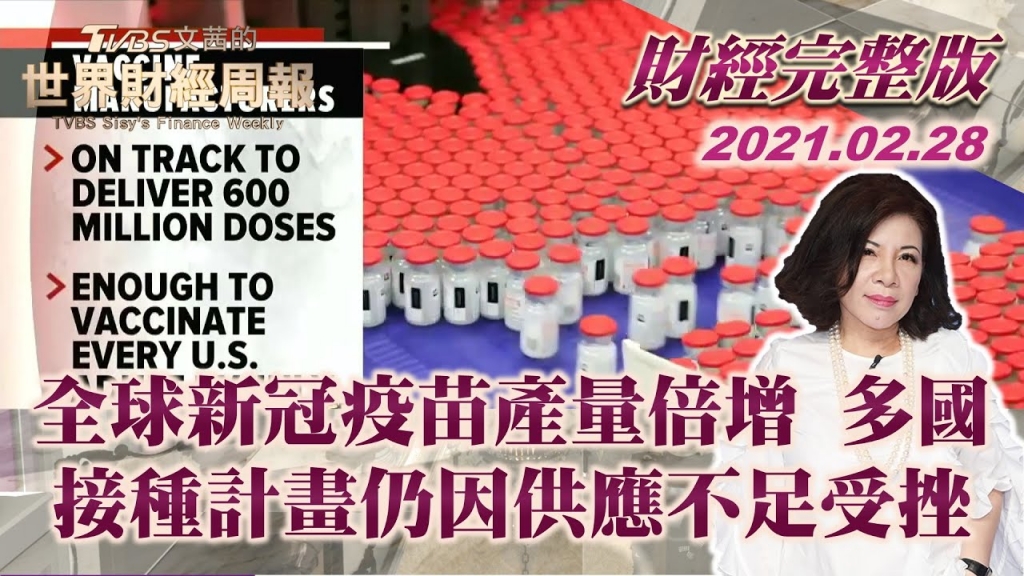 TVBS文茜的
世界財經周報
TVBS Sisy's Finance Weekly
VACCINE
MANUFACTURERS
> ON TRACK TO
DELIVER 600
MILLION DOSES
> ENOUGH TO
VACCINATE
EVERY U.S.
財經完整版
2021.02.28
全球新冠疫苗產量倍增 多國
接種計畫仍因供應不足受挫